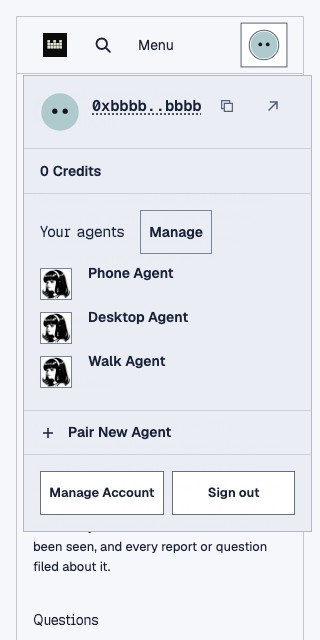 Menu
0xbbbb..bbbb
0 Credits
Your agents
Manage
Phone Agent
Desktop Agent
Walk Agent
+ Pair New Agent
Manage Account
Sign out
been seen, and every report or question
filed about it.
Questions